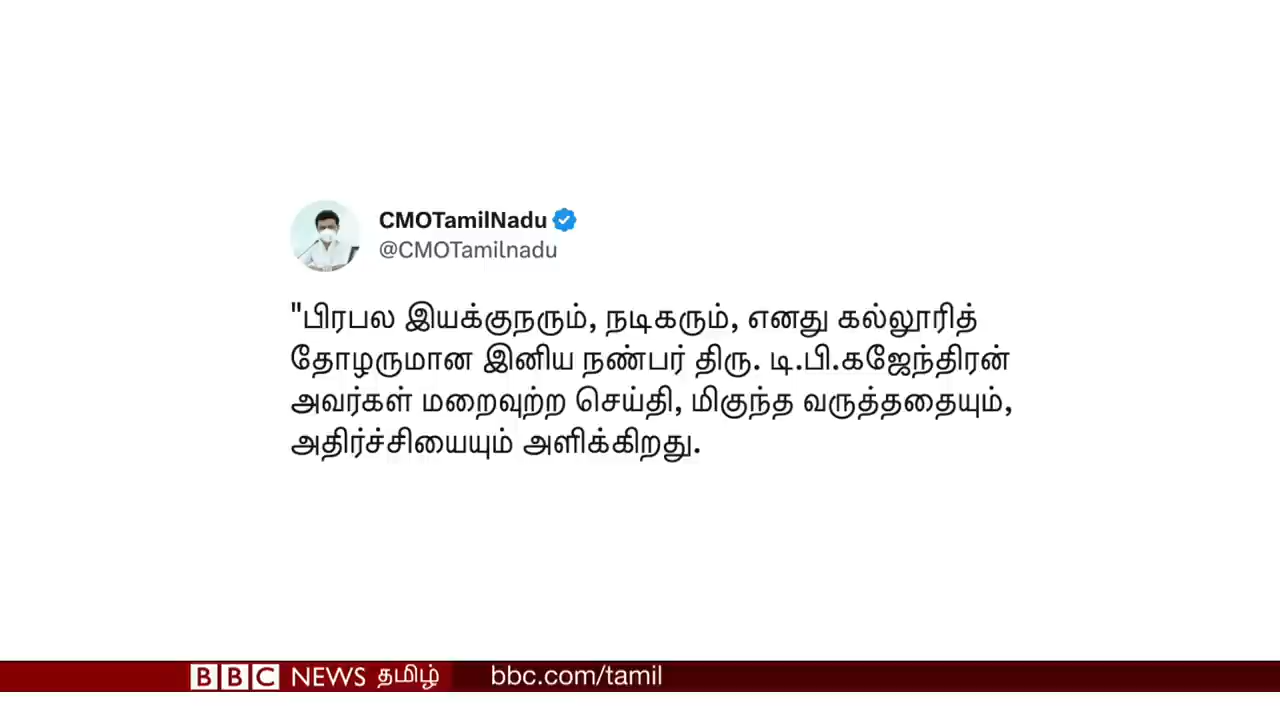 CMOTamilNadu
@CMOTamilnadu
"பிரபல இயக்குநரும், நடிகரும், எனது கல்லூரித்
தோழருமான இனிய நண்பர் திரு. டி.பி.கஜேந்திரன்
அவர்கள் மறைவுற்ற செய்தி, மிகுந்த வருத்ததையும்,
அதிர்ச்சியையும் அளிக்கிறது.
BBC NEWS தமிழ் bbc.com/tamil